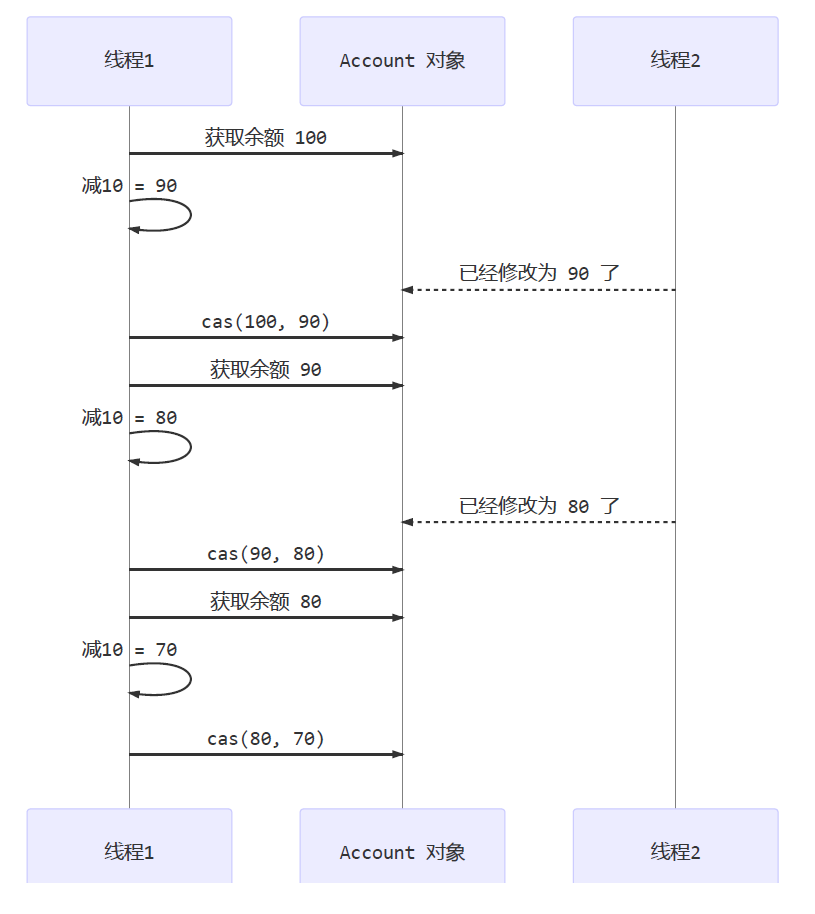 线程1
Account 对象
线程2
获取余额 100
减10 = 90
已经修改为 90 了
cas(100, 90)
获取余额 90
减10 = 80
已经修改为 80 了
cas(90, 80)
获取余额 80
减10 = 70
cas(80, 70)
线程1
Account 对象
线程2